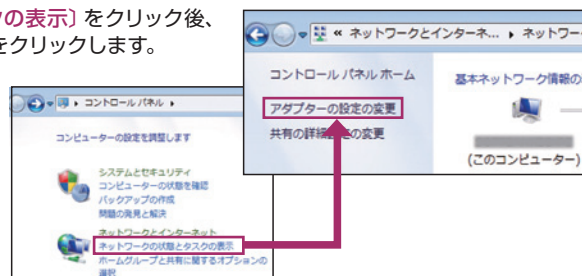 の表示〕をクリック後、
をクリックします。
« ネットワークとインターネ... ▸ ネットワー
コントロール パネル ホーム
アダプターの設定の変更
共有の詳細 の変更
基本ネットワーク情報の
(このコンピューター)
▸ コントロール パネル ▸
コンピューターの設定を調整します
システムとセキュリティ
コンピューターの状態を確認
バックアップの作成
問題の発見と解決
ネットワークとインターネット
ネットワークの状態とタスクの表示
ホームグループと共有に関するオプションの
選択